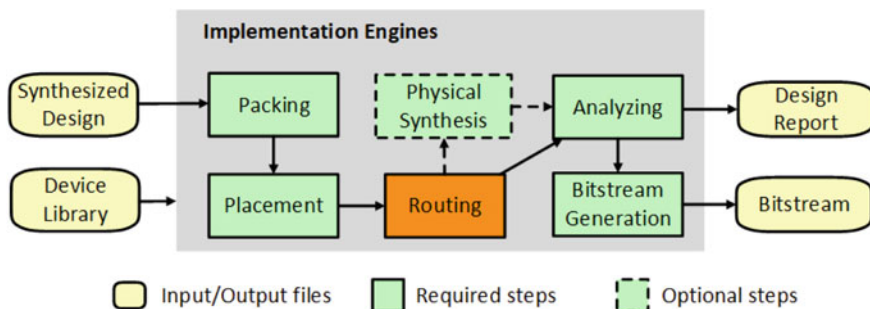 Implementation Engines
Synthesized
Design
Packing
Physical
Synthesis
Analyzing
Design
Report
Device
Library
Placement
Routing
Bitstream
Generation
Bitstream
Input/Output files
Required steps
Optional steps